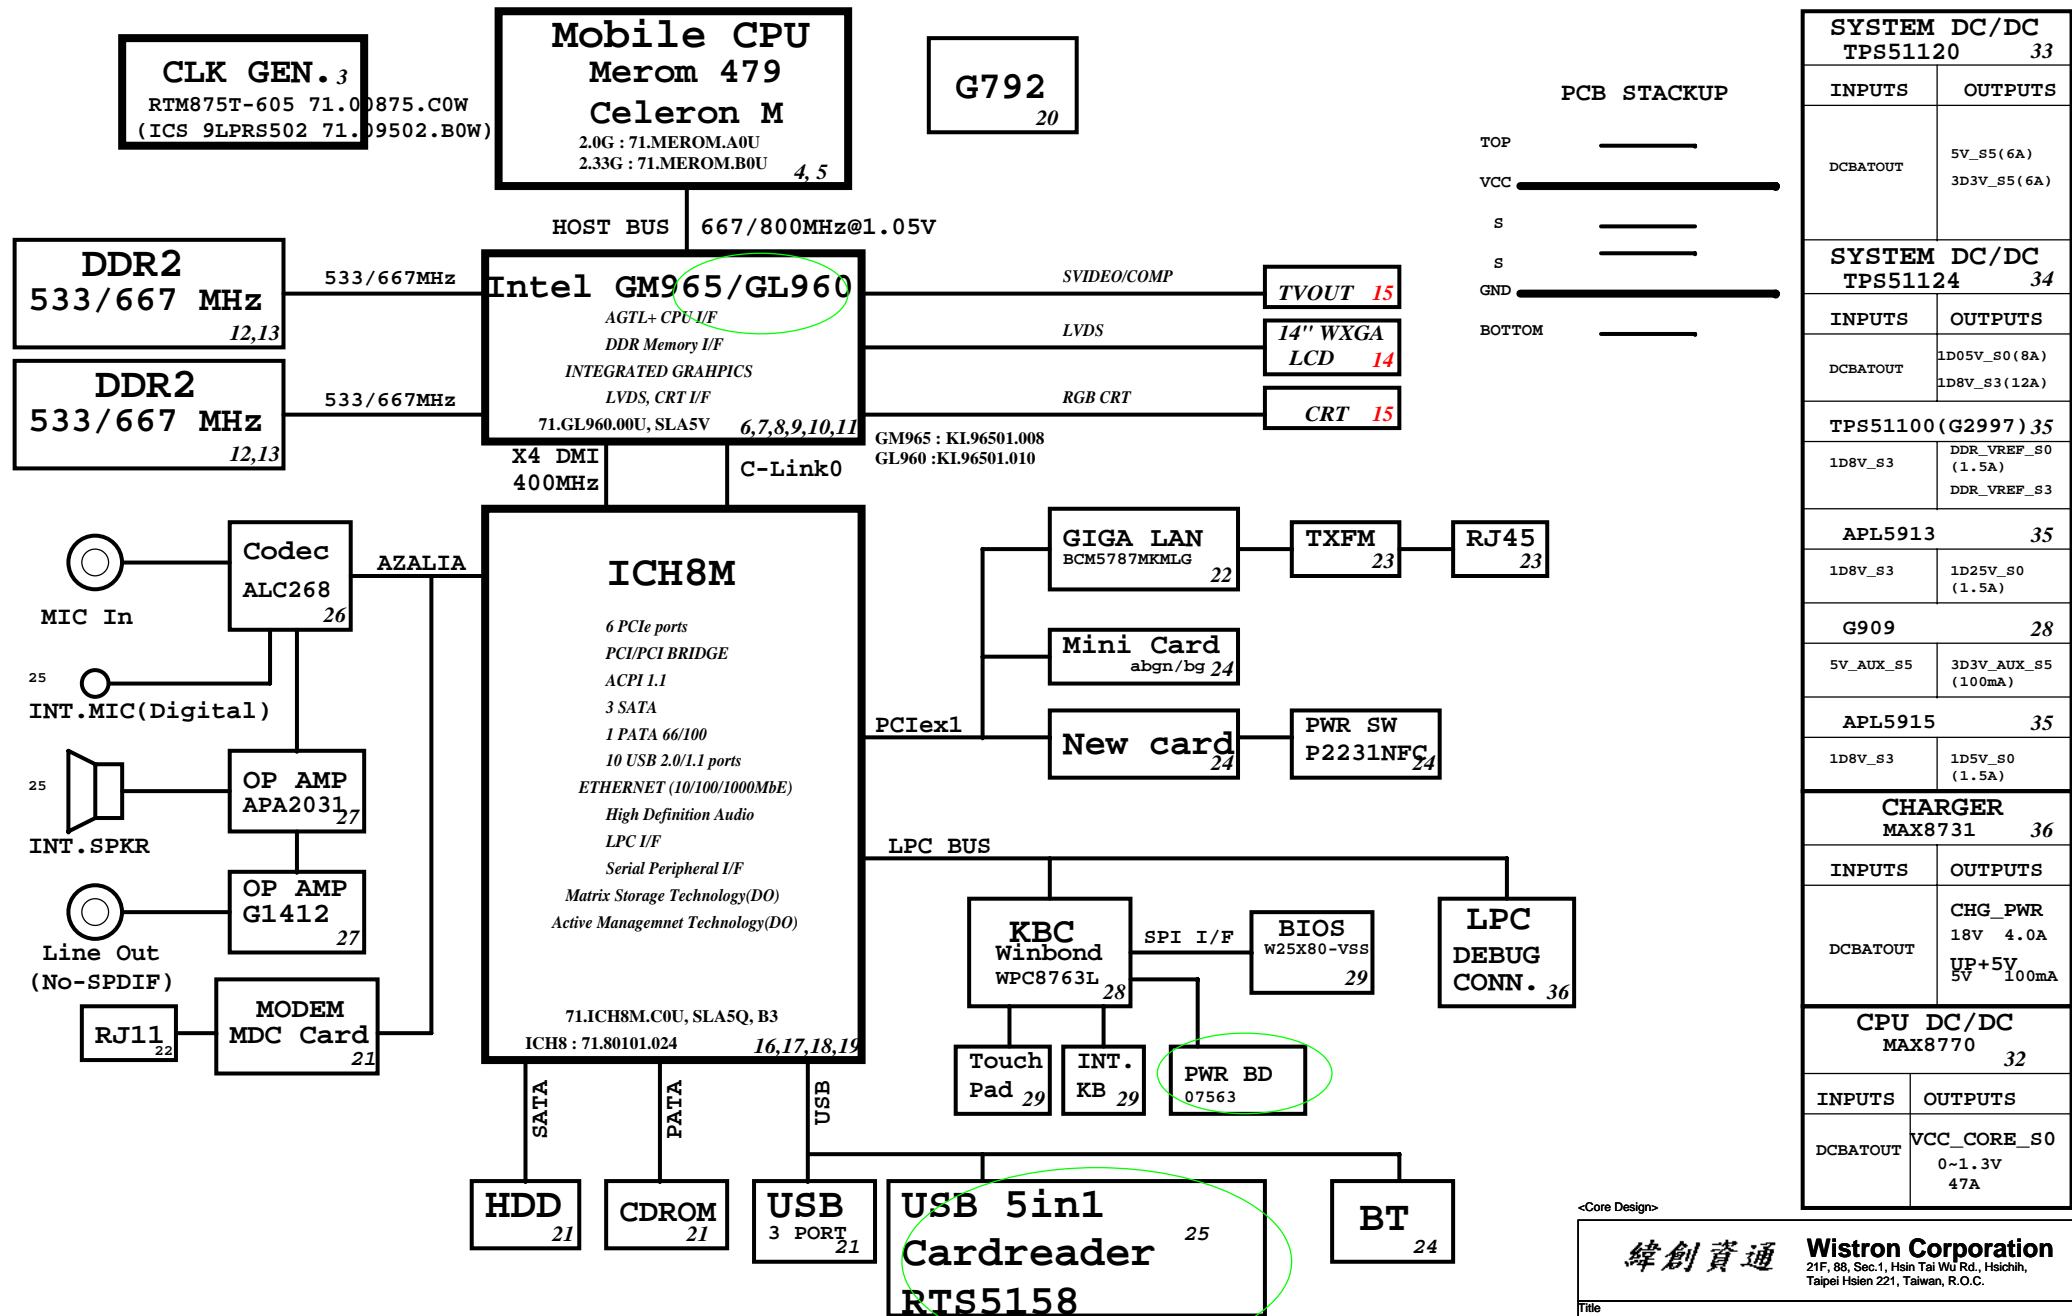 CLK GEN. 3
RTM875T-605 71.00875.C0W
(ICS 9LPRS502 71.09502.B0W)
Mobile CPU
Merom 479
Celeron M
2.0G : 71.MEROM.A0U
2.33G : 71.MEROM.B0U
4, 5
G792
20
HOST BUS
667/800MHz@1.05V
DDR2
533/667 MHz
12,13
533/667MHz
DDR2
533/667 MHz
12,13
533/667MHz
Intel GM965/GL960
AGTL+ CPU I/F
DDR Memory I/F
INTEGRATED GRAHPICS
LVDS, CRT I/F
71.GL960.00U, SLA5V
6,7,8,9,10,11
SVIDEO/COMP
TVOUT 15
LVDS
14" WXGA
LCD 14
RGB CRT
CRT 15
GM965 : KI.96501.008
GL960 :KI.96501.010
X4 DMI
400MHz
C-Link0
PCB STACKUP
TOP
VCC
S
S
GND
BOTTOM
ICH8M
6 PCIe ports
PCI/PCI BRIDGE
ACPI 1.1
3 SATA
1 PATA 66/100
10 USB 2.0/1.1 ports
ETHERNET (10/100/1000MbE)
High Definition Audio
LPC I/F
Serial Peripheral I/F
Matrix Storage Technology(DO)
Active Managemnet Technology(DO)
71.ICH8M.C0U, SLA5Q, B3
ICH8 : 71.80101.024
16,17,18,19
Codec
ALC268
26
AZALIA
MIC In
25
INT.MIC(Digital)
25
INT.SPKR
OP AMP
APA2031
27
OP AMP
G1412
27
Line Out
(No-SPDIF)
RJ11
22
MODEM
MDC Card
21
PCIex1
GIGA LAN
BCM5787MKMLG
22
TXFM
23
RJ45
23
Mini Card
abgn/bg 24
New card
24
PWR SW
P2231NFC
24
LPC BUS
KBC
Winbond
WPC8763L
28
SPI I/F
BIOS
W25X80-VSS
29
LPC
DEBUG
CONN.
36
Touch
Pad 29
INT.
KB 29
PWR BD
07563
SATA
PATA
USB
HDD
21
CDROM
21
USB
3 PORT
21
USB 5in1
25
Cardreader
RTS5158
BT
24
SYSTEM DC/DC
TPS51120 33
INPUTS OUTPUTS
DCBATOUT
5V_S5(6A)
3D3V_S5(6A)
SYSTEM DC/DC
TPS51124 34
INPUTS OUTPUTS
DCBATOUT
1D05V_S0(8A)
1D8V_S3(12A)
TPS51100(G2997) 35
1D8V_S3
DDR_VREF_S0
(1.5A)
DDR_VREF_S3
APL5913 35
1D8V_S3 1D25V_S0
(1.5A)
G909 28
5V_AUX_S5 3D3V_AUX_S5
(100mA)
APL5915 35
1D8V_S3 1D5V_S0
(1.5A)
CHARGER
MAX8731 36
INPUTS OUTPUTS
DCBATOUT
CHG_PWR
18V 4.0A
UP+5V
5V 100mA
CPU DC/DC
MAX8770
32
INPUTS OUTPUTS
DCBATOUT
VCC_CORE_S0
0~1.3V
47A
<Core Design>
緯創資通
Wistron Corporation
21F, 88, Sec.1, Hsin Tai Wu Rd., Hsichih,
Taipei Hsien 221, Taiwan, R.O.C.
Title